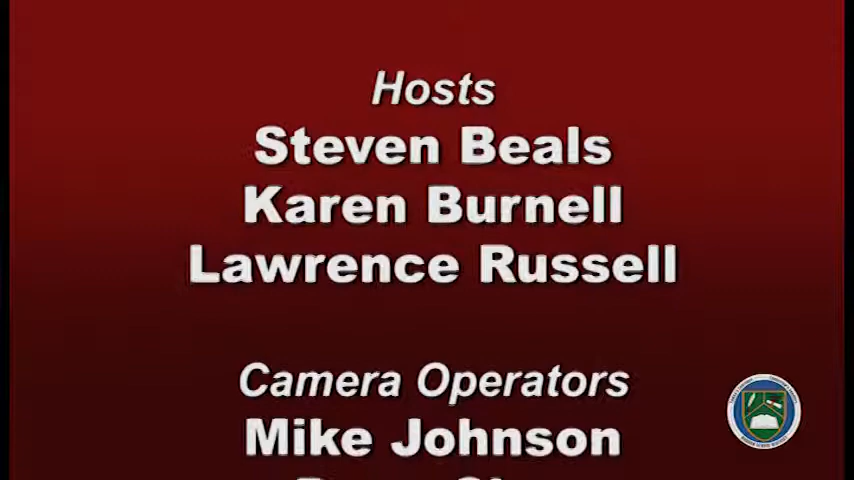 Hosts
Steven Beals
Karen Burnell
Lawrence Russell
Camera Operators
Mike Johnson